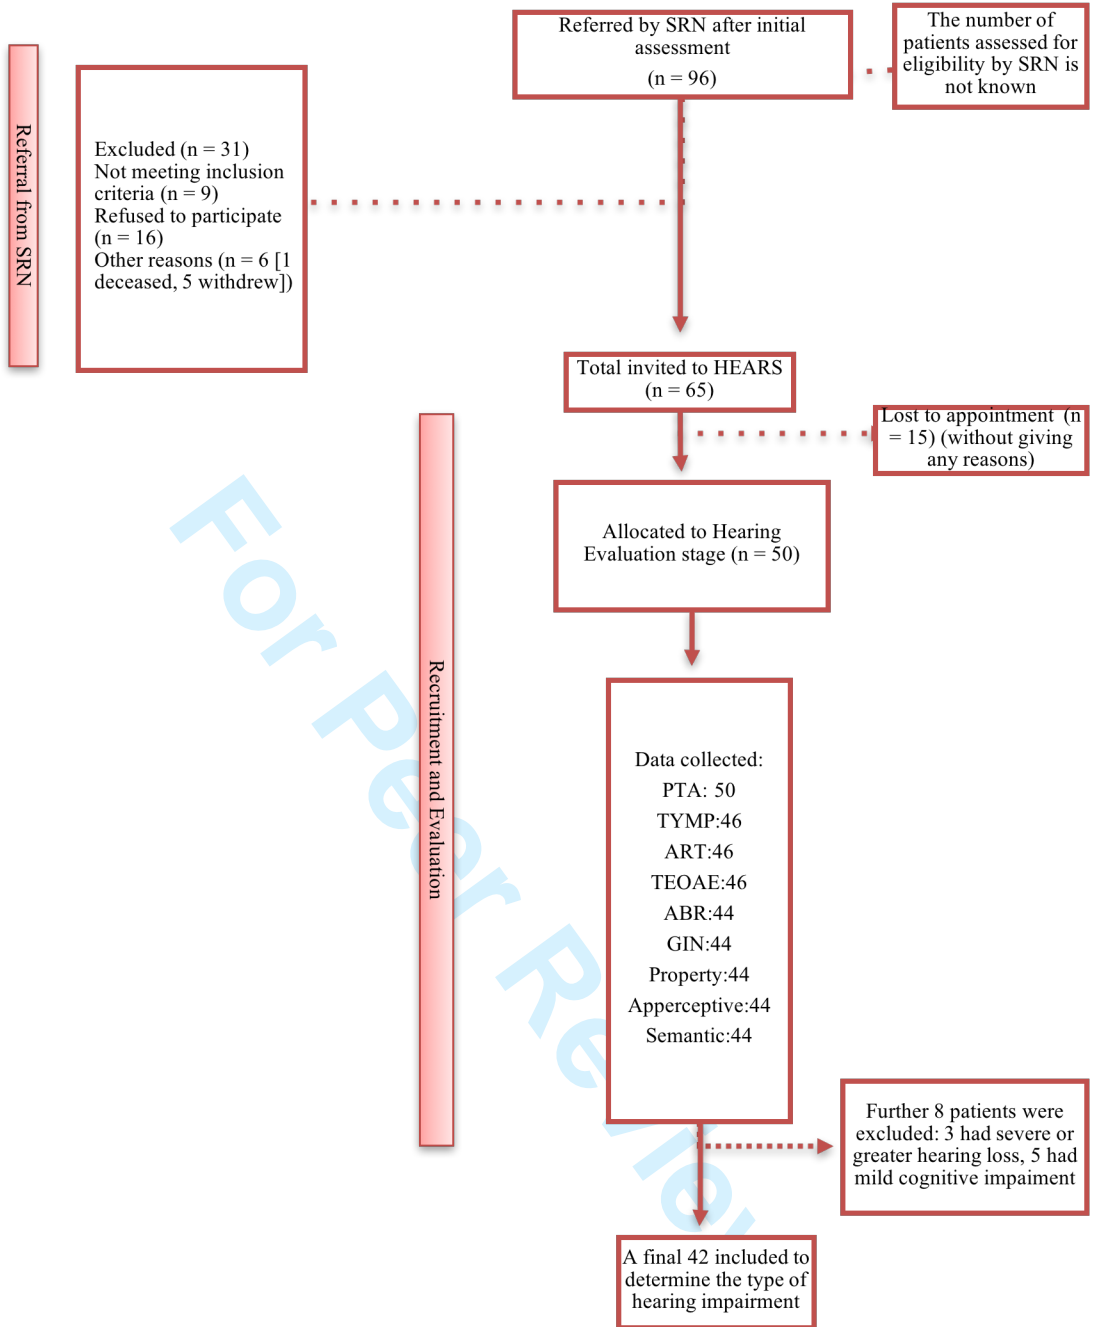 Referred by SRN after initial
assessment
(n = 96)
The number of
patients assessed for
eligibility by SRN is
not known
Referral from SRN
Excluded (n = 31)
Not meeting inclusion
criteria (n = 9)
Refused to participate
(n = 16)
Other reasons (n = 6 [1
deceased, 5 withdrew])
Total invited to HEARS
(n = 65)
Lost to appointment (n
= 15) (without giving
any reasons)
Recruitment and Evaluation
Allocated to Hearing
Evaluation stage (n = 50)
Data collected:
PTA: 50
TYMP:46
ART:46
TEOAE:46
ABR:44
GIN:44
Property:44
Apperceptive:44
Semantic:44
Further 8 patients were
excluded: 3 had severe or
greater hearing loss, 5 had
mild cognitive impaiment
A final 42 included to
determine the type of
hearing impairment
For Peer Review